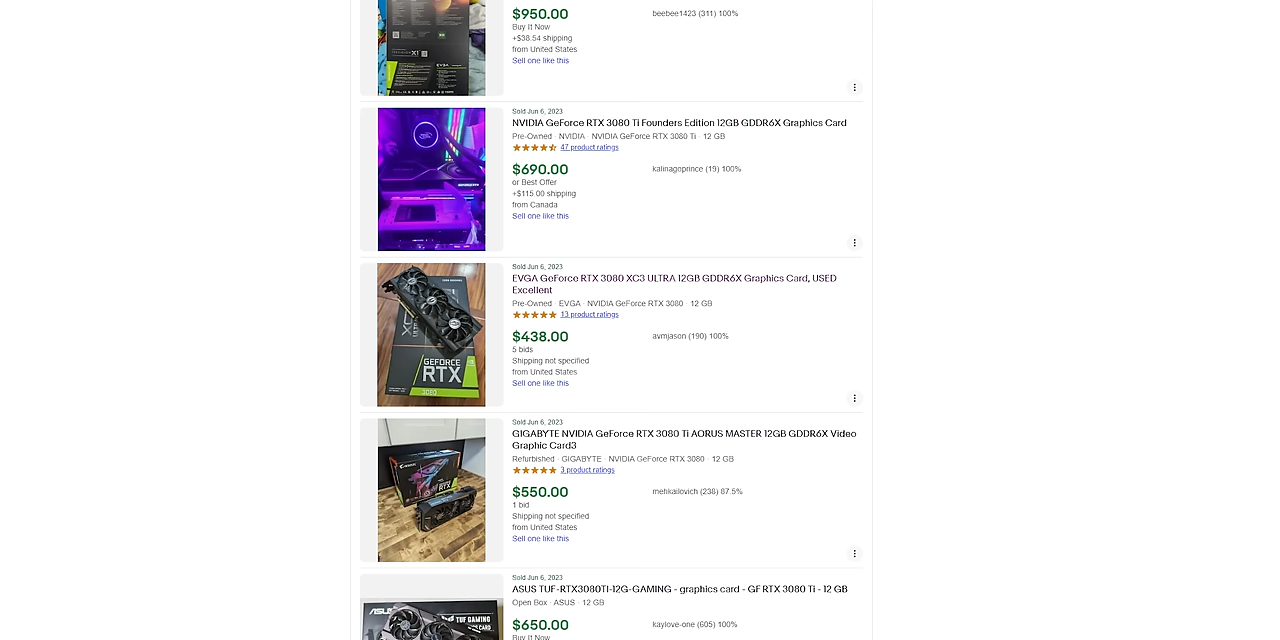 $950.00
beebee1423 (311) 100%
Buy It Now
+$38.54 shipping
from United States
Sell one like this
Sold Jun 6, 2023
NVIDIA GeForce RTX 3080 Ti Founders Edition 12GB GDDR6X Graphics Card
Pre-Owned · NVIDIA · NVIDIA GeForce RTX 3080 Ti · 12 GB
47 product ratings
$690.00
kalinagoprince (19) 100%
or Best Offer
+$115.00 shipping
from Canada
Sell one like this
Sold Jun 6, 2023
EVGA GeForce RTX 3080 XC3 ULTRA 12GB GDDR6X Graphics Card, USED
Excellent
Pre-Owned · EVGA · NVIDIA GeForce RTX 3080 · 12 GB
13 product ratings
GEFORCE
RTX
3080
$438.00
avmjason (190) 100%
5 bids
Shipping not specified
from United States
Sell one like this
Sold Jun 6, 2023
GIGABYTE NVIDIA GeForce RTX 3080 Ti AORUS MASTER 12GB GDDR6X Video
Graphic Card3
Refurbished · GIGABYTE · NVIDIA GeForce RTX 3080 · 12 GB
3 product ratings
RTX
$550.00
mehkailovich (238) 87.5%
1 bid
Shipping not specified
from United States
Sell one like this
Sold Jun 6, 2023
ASUS TUF-RTX3080TI-12G-GAMING - graphics card - GF RTX 3080 Ti - 12 GB
Open Box · ASUS · 12 GB
TUF GAMING
$650.00
kaylove-one (605) 100%
Buy It Now